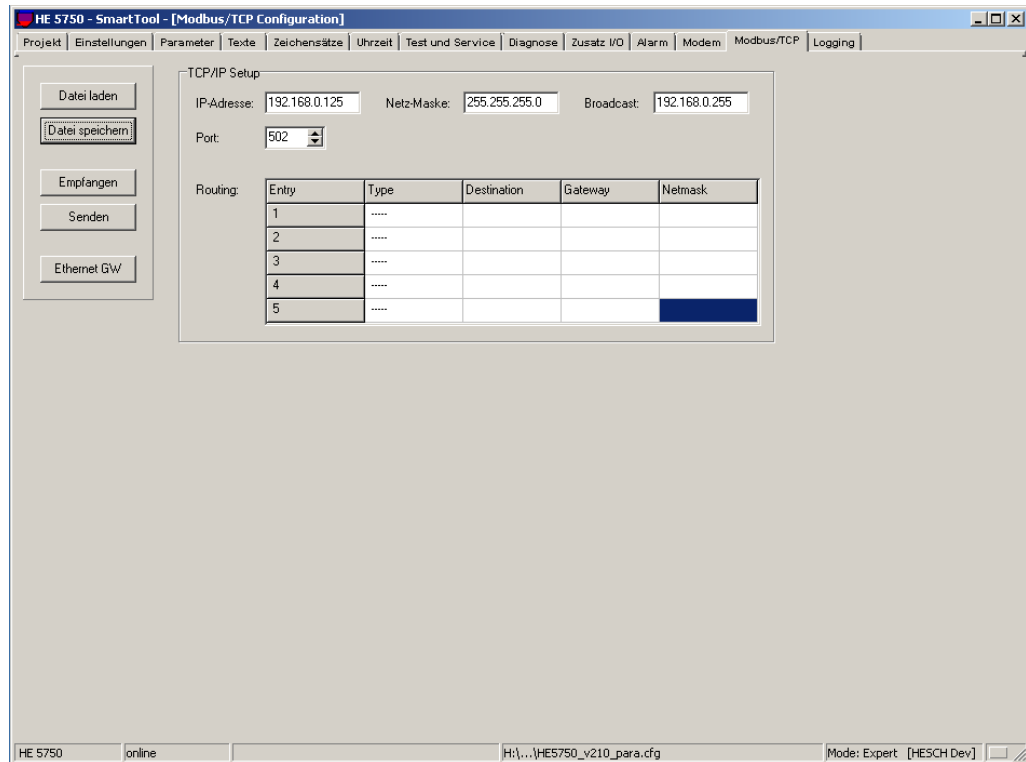 HE 5750 - SmartTool - [Modbus/TCP Configuration]
Projekt Einstellungen Parameter Texte Zeichensätze Uhrzeit Test und Service Diagnose Zusatz I/O Alarm Modem Modbus/TCP Logging
Datei laden
Datei speichern
Empfangen
Senden
Ethernet GW
TCP/IP Setup
IP-Adresse: 192.168.0.125 Netz-Maske: 255.255.255.0 Broadcast: 192.168.0.255
Port: 502
Routing: Entry Type Destination Gateway Netmask
1 -----
2 -----
3 -----
4 -----
5 -----
HE 5750 online H:\...\HE5750_v210_para.cfg Mode: Expert [HESCH Dev]